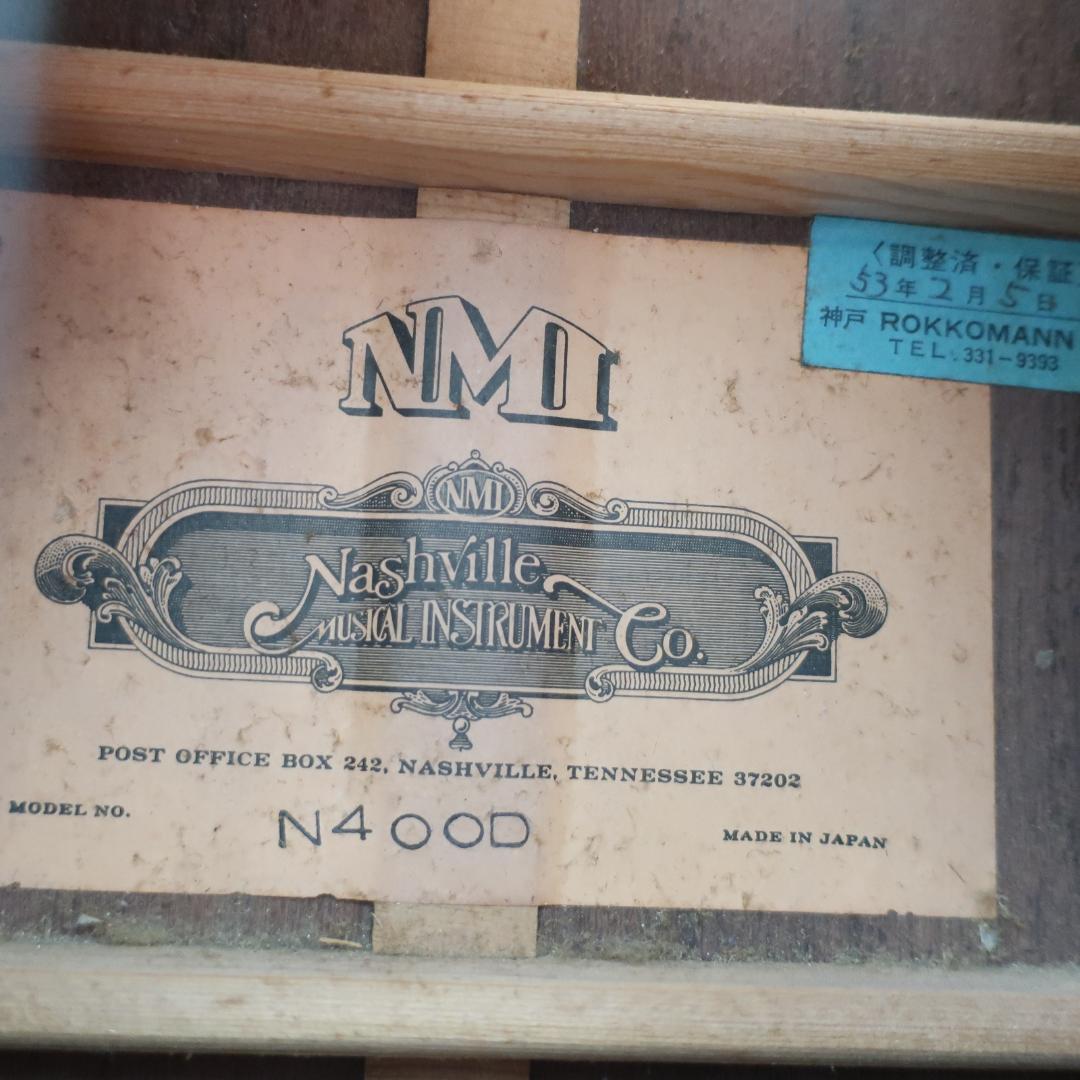 〈調整済・保証
53年2月5日
神戸 ROKKOMANN
TEL. 331-9393
NMI
NMI
Nashville
MUSICAL INSTRUMENT Co.
POST OFFICE BOX 242, NASHVILLE, TENNESSEE 37202
MODEL NO.
N400D
MADE IN JAPAN